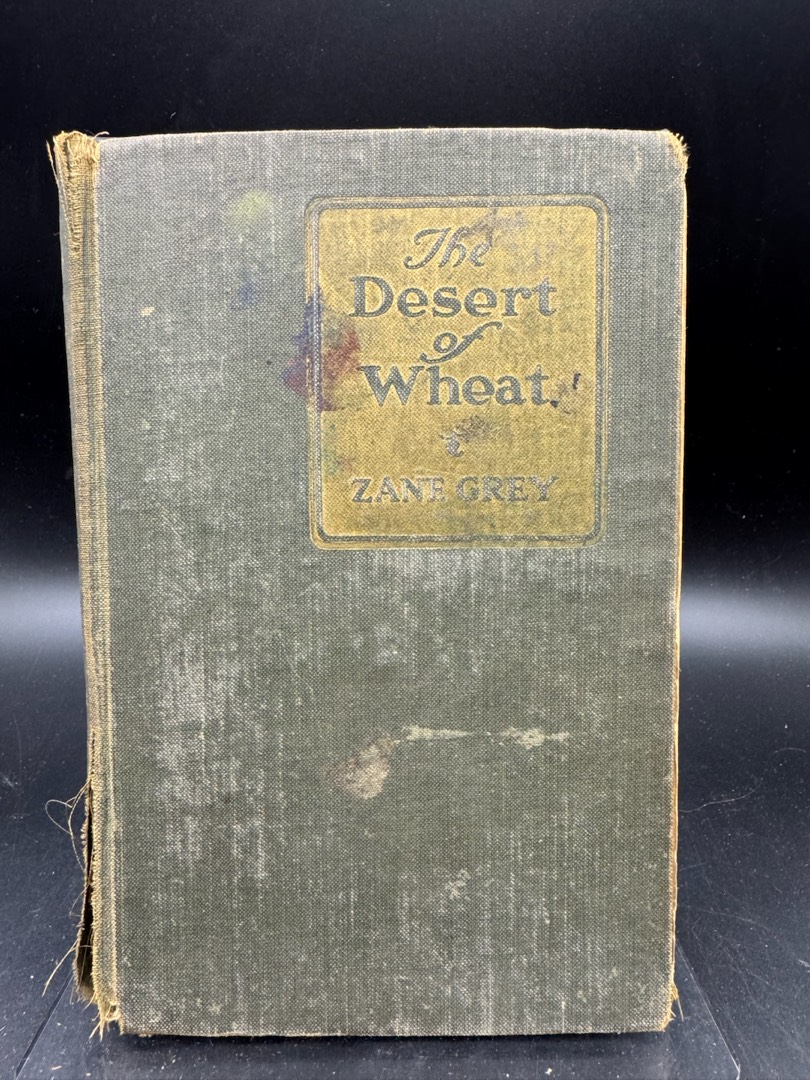 The
Desert
of
Wheat
ZANE GREY